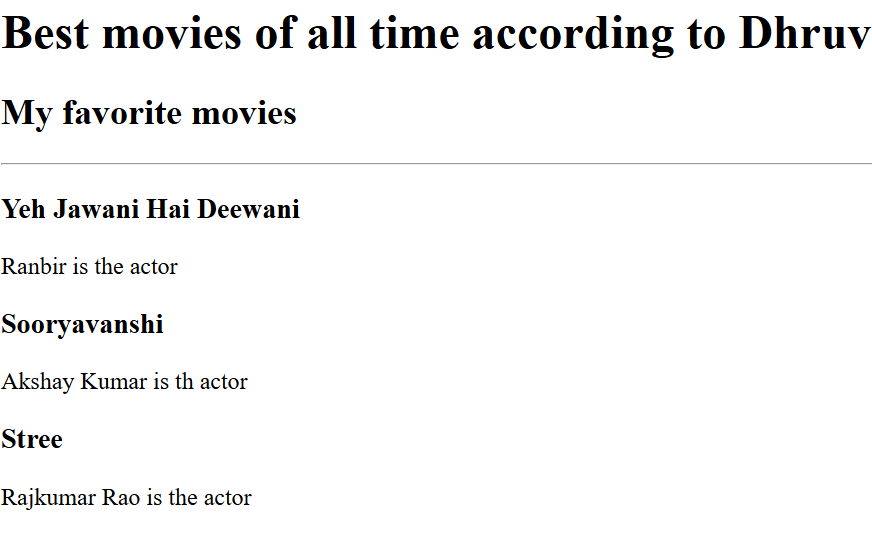 Best movies of all time according to Dhruv
My favorite movies
Yeh Jawani Hai Deewani
Ranbir is the actor
Sooryavanshi
Akshay Kumar is th actor
Stree
Rajkumar Rao is the actor